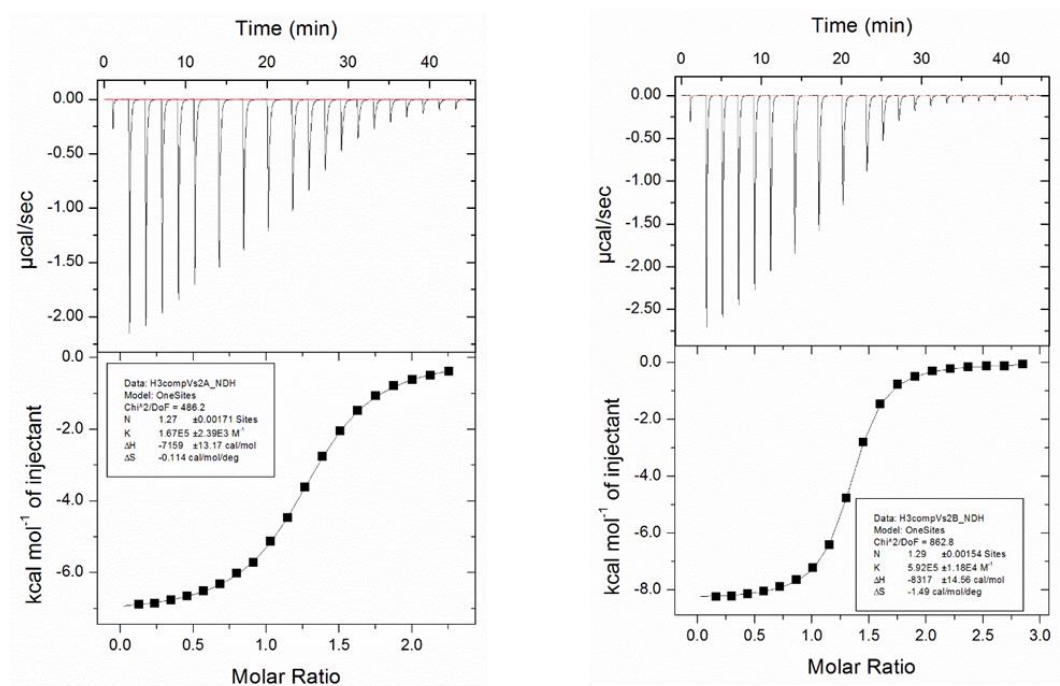 Time (min)
0 10 20 30 40
0.00
-0.50
-1.00
-1.50
-2.00
µcal/sec
0.0
-2.0
-4.0
-6.0
kcal mol⁻¹ of injectant
Data: H3compVs2A_NDH
Model: OneSites
Chi^2/DoF = 486.2
N 1.27 ±0.00171 Sites
K 1.67E5 ±2.39E3 M⁻¹
ΔH -7159 ±13.17 cal/mol
ΔS -0.114 cal/mol/deg
0.0 0.5 1.0 1.5 2.0
Molar Ratio
Time (min)
0 10 20 30 40
0.00
-0.50
-1.00
-1.50
-2.00
-2.50
µcal/sec
0.0
-2.0
-4.0
-6.0
-8.0
kcal mol⁻¹ of injectant
Data: H3compVs2B_NDH
Model: OneSites
Chi^2/DoF = 862.8
N 1.29 ±0.00154 Sites
K 5.92E5 ±1.18E4 M⁻¹
ΔH -8317 ±14.56 cal/mol
ΔS -1.49 cal/mol/deg
0.0 0.5 1.0 1.5 2.0 2.5 3.0
Molar Ratio